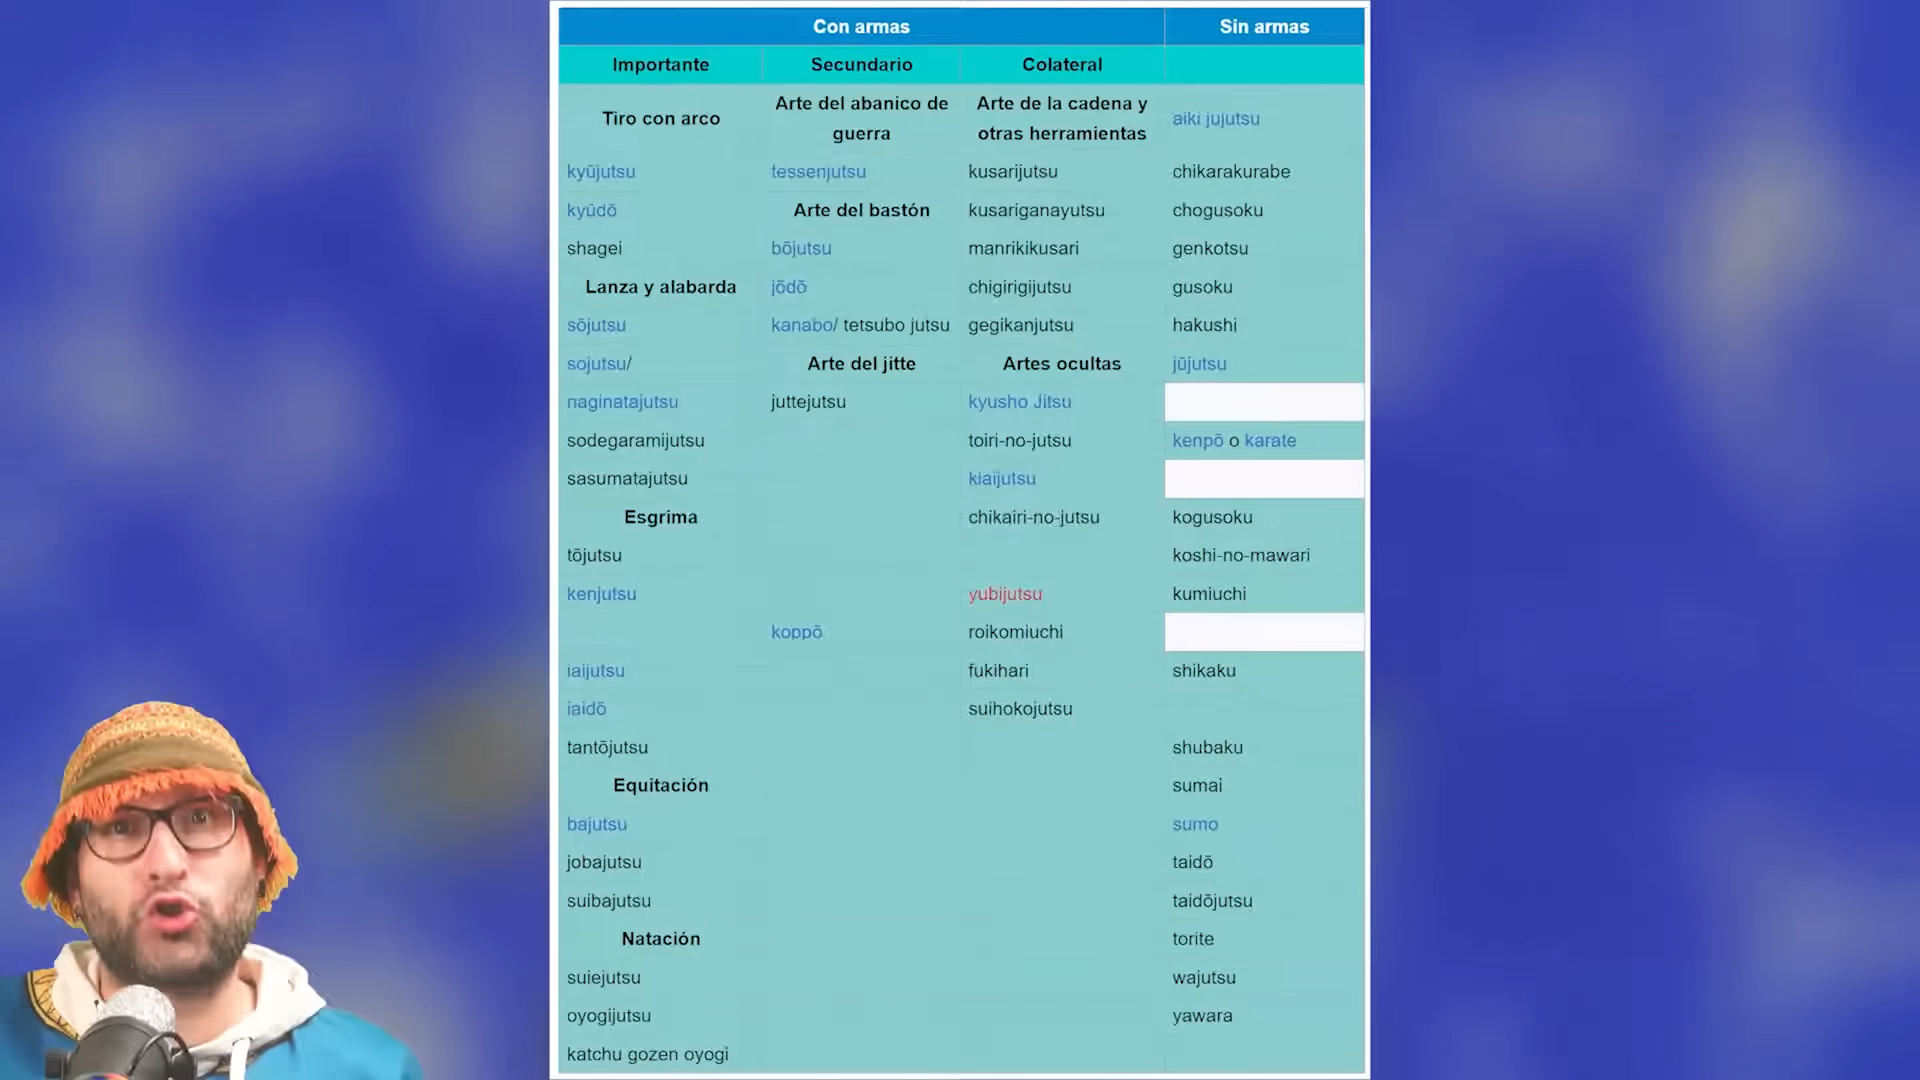 Con armas Sin armas
Importante Secundario Colateral
Tiro con arco Arte del abanico de guerra Arte de la cadena y otras herramientas aiki jujutsu
kyūjutsu tessenjutsu kusarijutsu chikarakurabe
kyūdō Arte del bastón kusariganayutsu chogusoku
shagei bōjutsu manrikikusari genkotsu
Lanza y alabarda jōdō chigirigijutsu gusoku
sōjutsu kanabo/ tetsubo jutsu gegikanjutsu hakushi
sojutsu/ Arte del jitte Artes ocultas jūjutsu
naginatajutsu juttejutsu kyusho Jitsu
sodegaramijutsu toiri-no-jutsu kenpō o karate
sasumatajutsu kiaijutsu
Esgrima chikairi-no-jutsu kogusoku
tōjutsu koshi-no-mawari
kenjutsu yubijutsu kumiuchi
koppō roikomiuchi
iaijutsu fukihari shikaku
iaidō suihokojutsu
tantōjutsu shubaku
Equitación sumai
bajutsu sumo
jobajutsu taidō
suibajutsu taidōjutsu
Natación torite
suiejutsu wajutsu
oyogijutsu yawara
katchu gozen oyogi